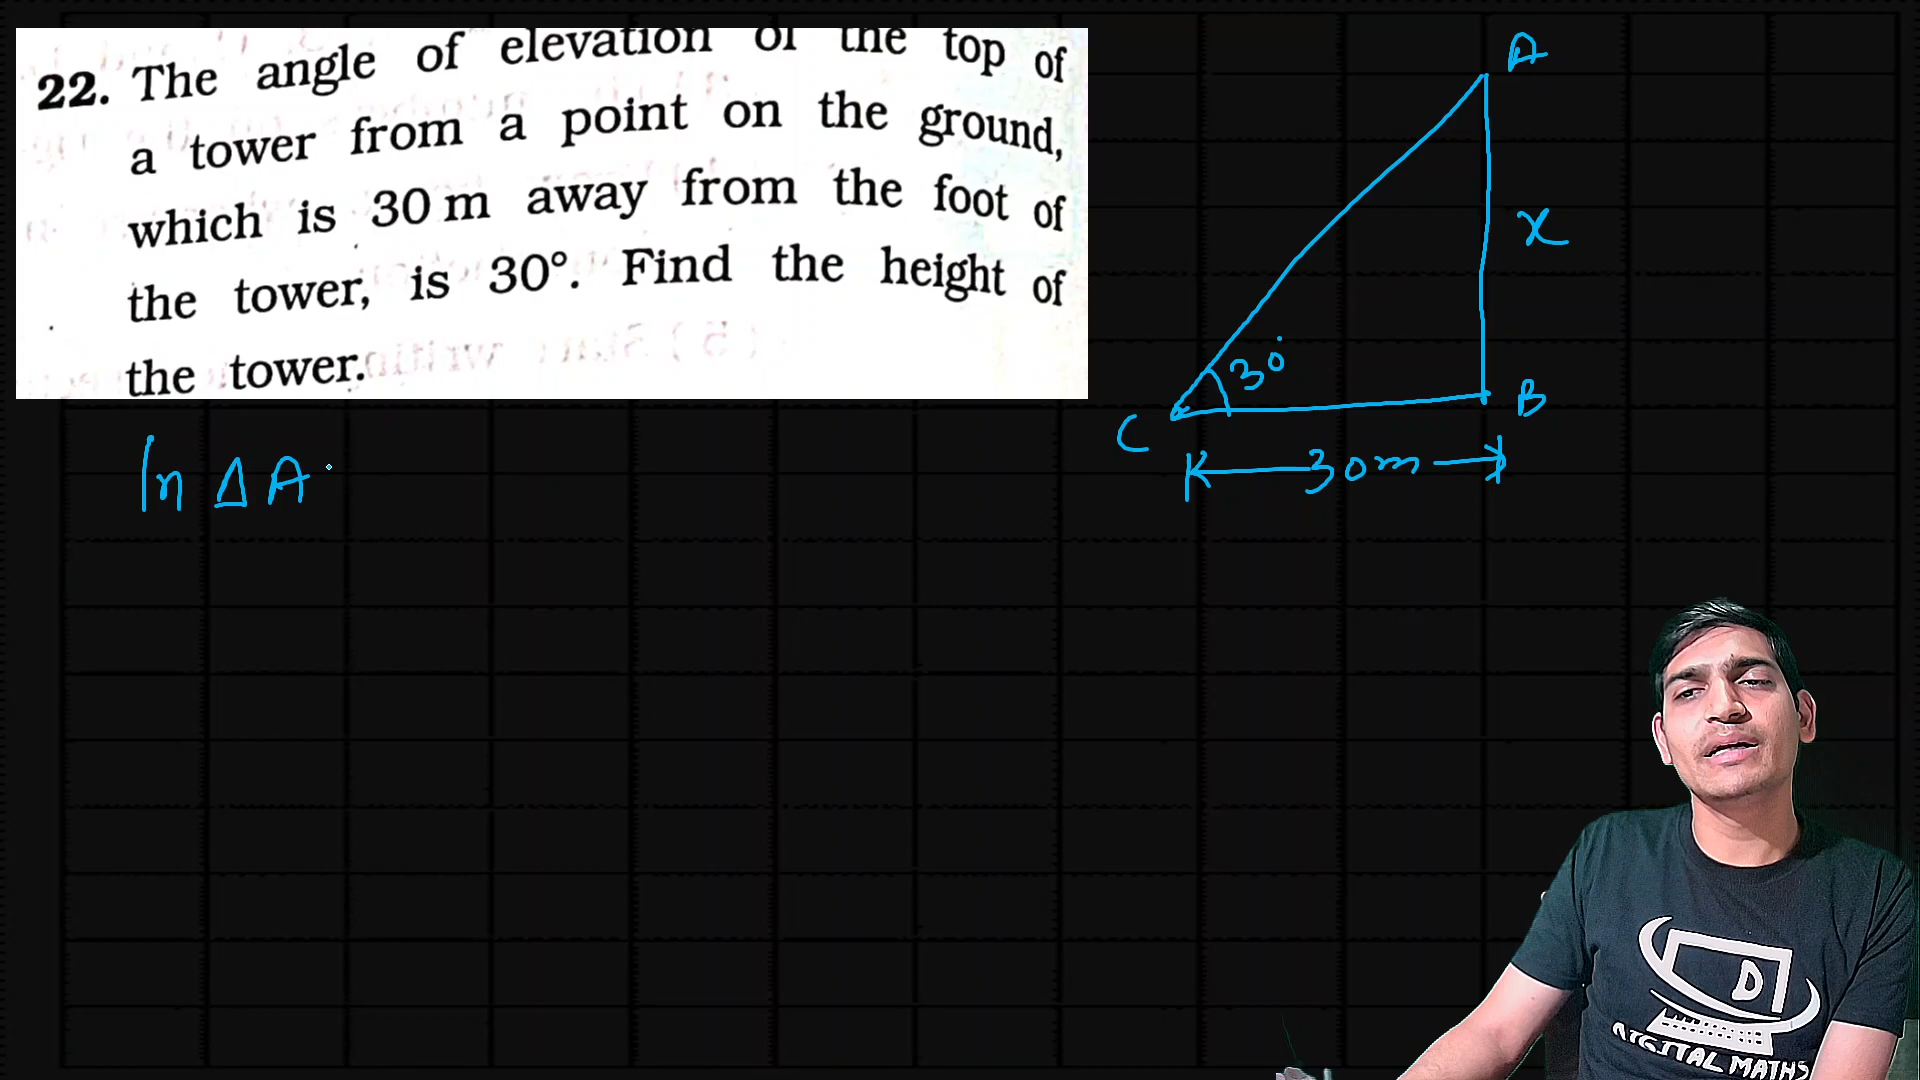 22. The angle of elevation of the top of
a tower from a point on the ground,
which is 30 m away from the foot of
the tower, is 30°. Find the height of
the tower.
A
x
30°
C
B
30m
In Δ A
D
DIGITAL MATHS